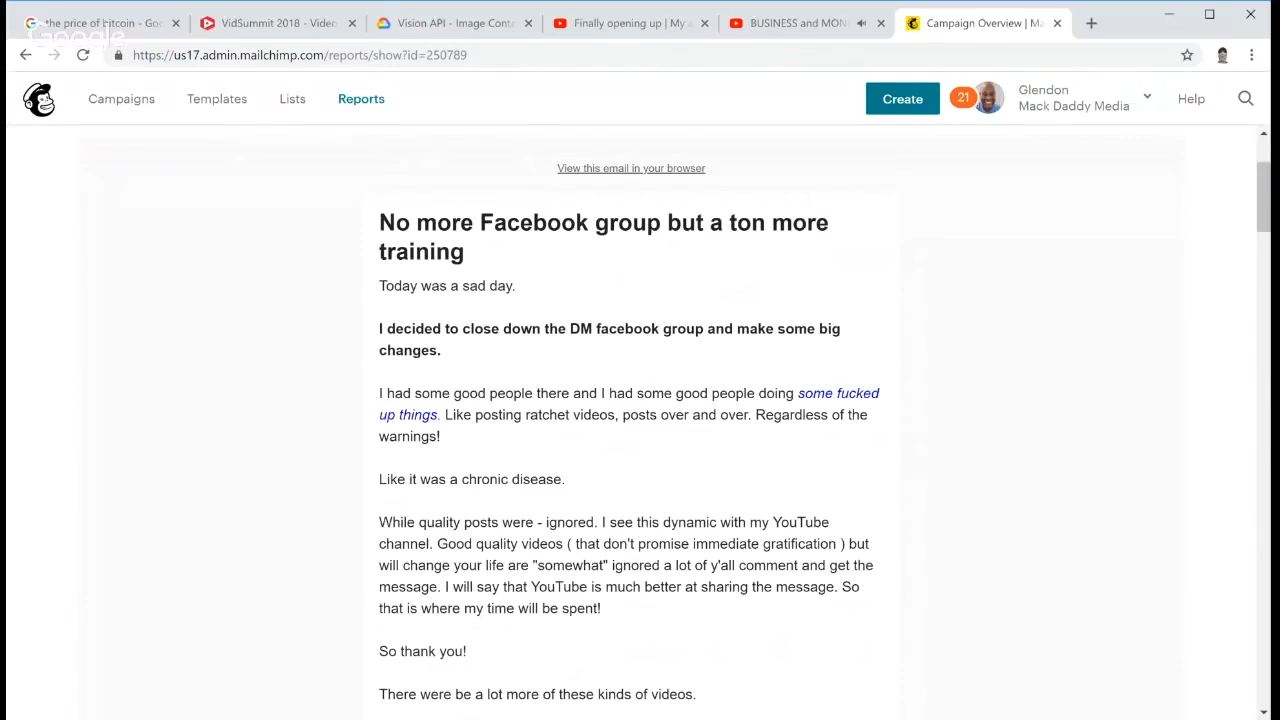 the price of bitcoin - Goo
VidSummit 2018 - Video
Vision API - Image Conte
Finally opening up | My a
BUSINESS and MON
Campaign Overview | Ma
Google
https://us17.admin.mailchimp.com/reports/show?id=250789
Campaigns
Templates
Lists
Reports
Create
21
Glendon
Mack Daddy Media
Help
View this email in your browser
No more Facebook group but a ton more
training
Today was a sad day.
I decided to close down the DM facebook group and make some big
changes.
I had some good people there and I had some good people doing some fucked
up things. Like posting ratchet videos, posts over and over. Regardless of the
warnings!
Like it was a chronic disease.
While quality posts were - ignored. I see this dynamic with my YouTube
channel. Good quality videos ( that don't promise immediate gratification ) but
will change your life are "somewhat" ignored a lot of y'all comment and get the
message. I will say that YouTube is much better at sharing the message. So
that is where my time will be spent!
So thank you!
There were be a lot more of these kinds of videos.